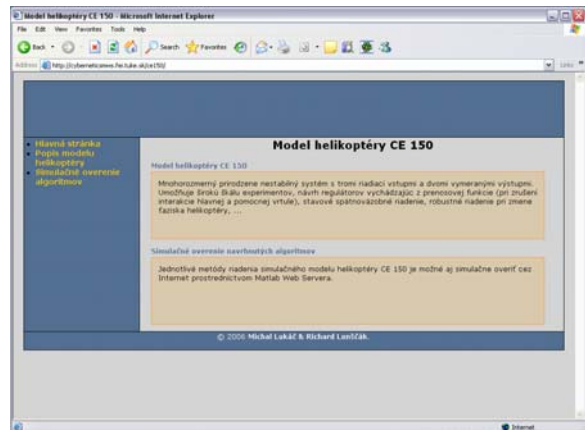 Model helikoptéry CE 150 - Microsoft Internet Explorer
File Edit View Favorites Tools Help
Back Search Favorites
Address http://cyberneticsnws.fei.tuke.sk/ce150/ Links
Hlavná stránka
Popis modelu
helikoptéry
Simulačné overenie
algoritmov
Model helikoptéry CE 150
Model helikoptéry CE 150
Mnohorozmerný prirodzene nestabilný systém s tromi riadiaci vstupmi a dvomi vymeranými výstupmi.
Umožňuje širokú škálu experimentov, návrh regulátorov vychádzajúc z prenosovej funkcie (pri zrušení
interakcie hlavnej a pomocnej vrtule), stavové spätnoväzobné riadenie, robustné riadenie pri zmene
ťažiska helikoptéry, ...
Simulačné overenie navrhnutých algoritmov
Jednotlivé metódy riadenia simulačného modelu helikoptéry CE 150 je možné aj simulačne overiť cez
Internet prostredníctvom Matlab Web Servera.
© 2006 Michal Lukáč & Richard Lonščák.
Internet